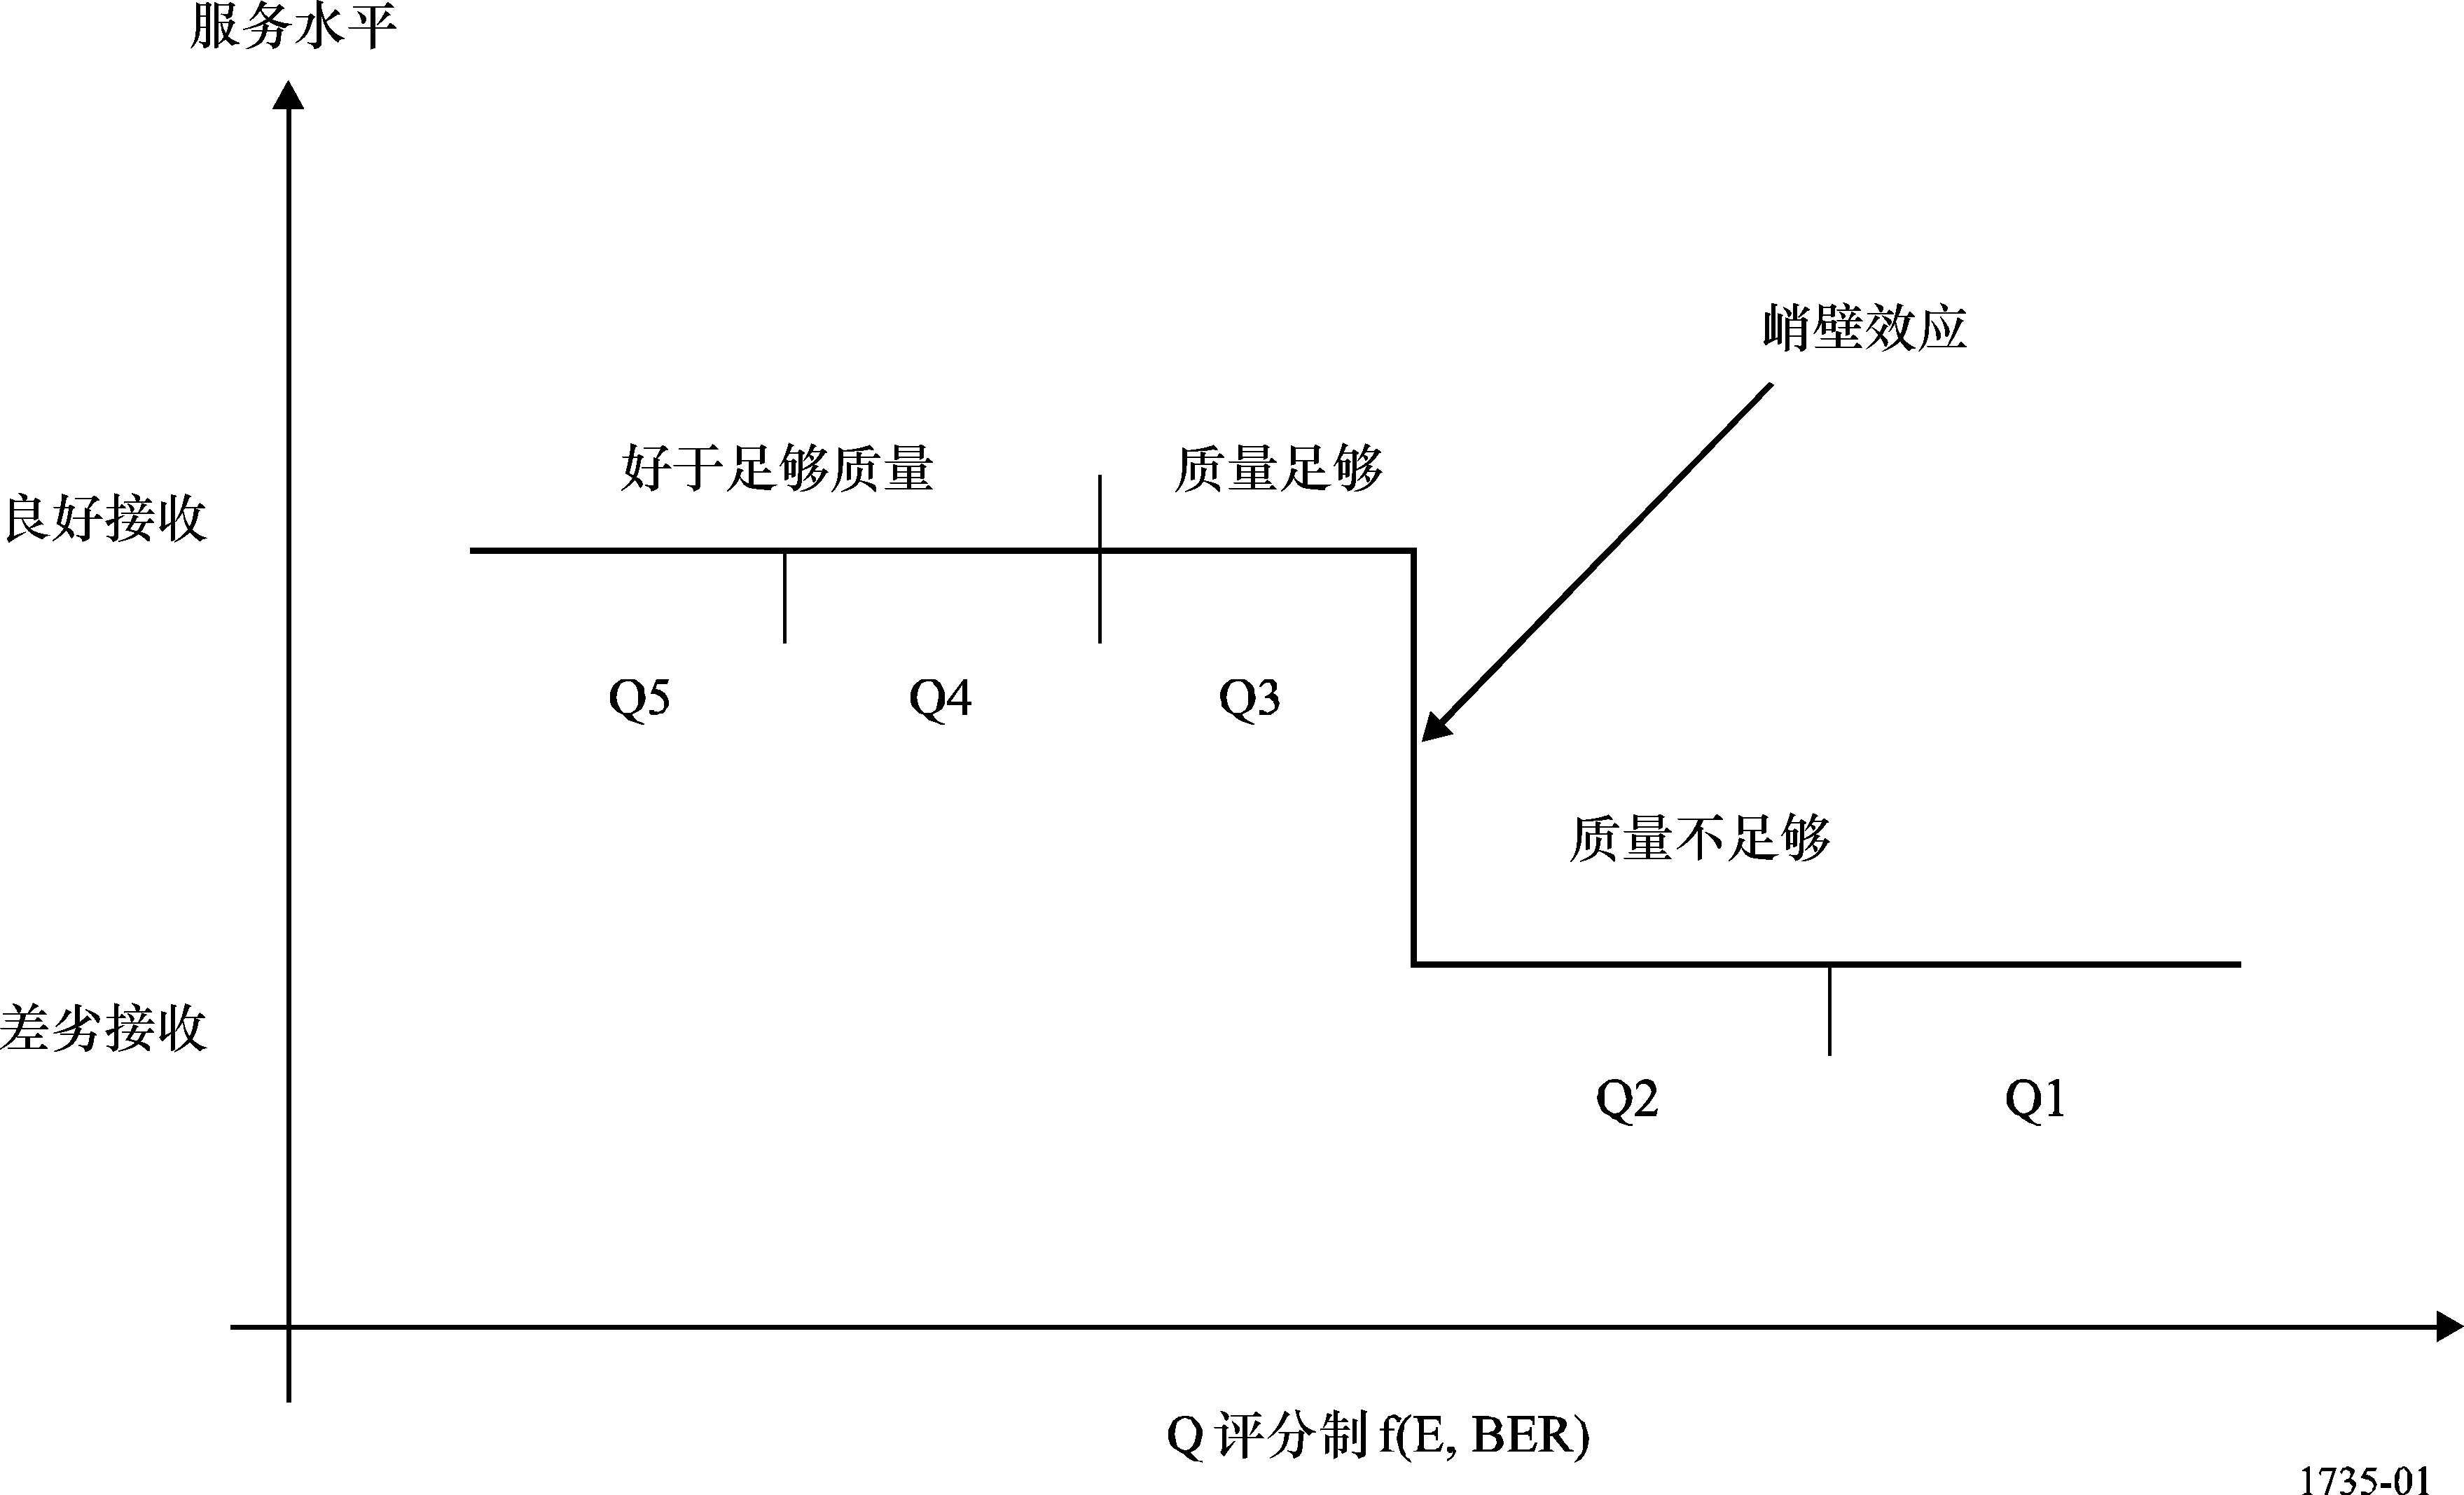 服务水平
峭壁效应
好于足够质量
质量足够
良好接收
Q5
Q4
Q3
质量不足够
差劣接收
Q2
Q1
Q 评分制 f(E, BER)
1735-01